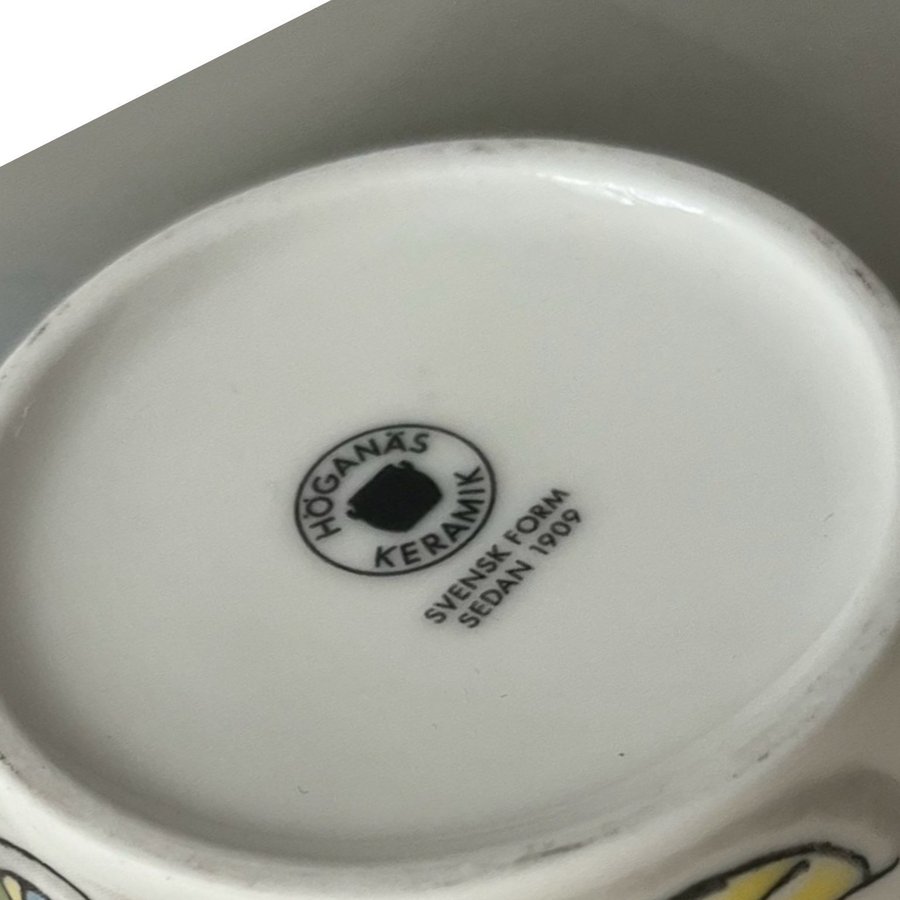 HÖGANÄS
KERAMIK
SVENSK FORM
SEDAN 1909